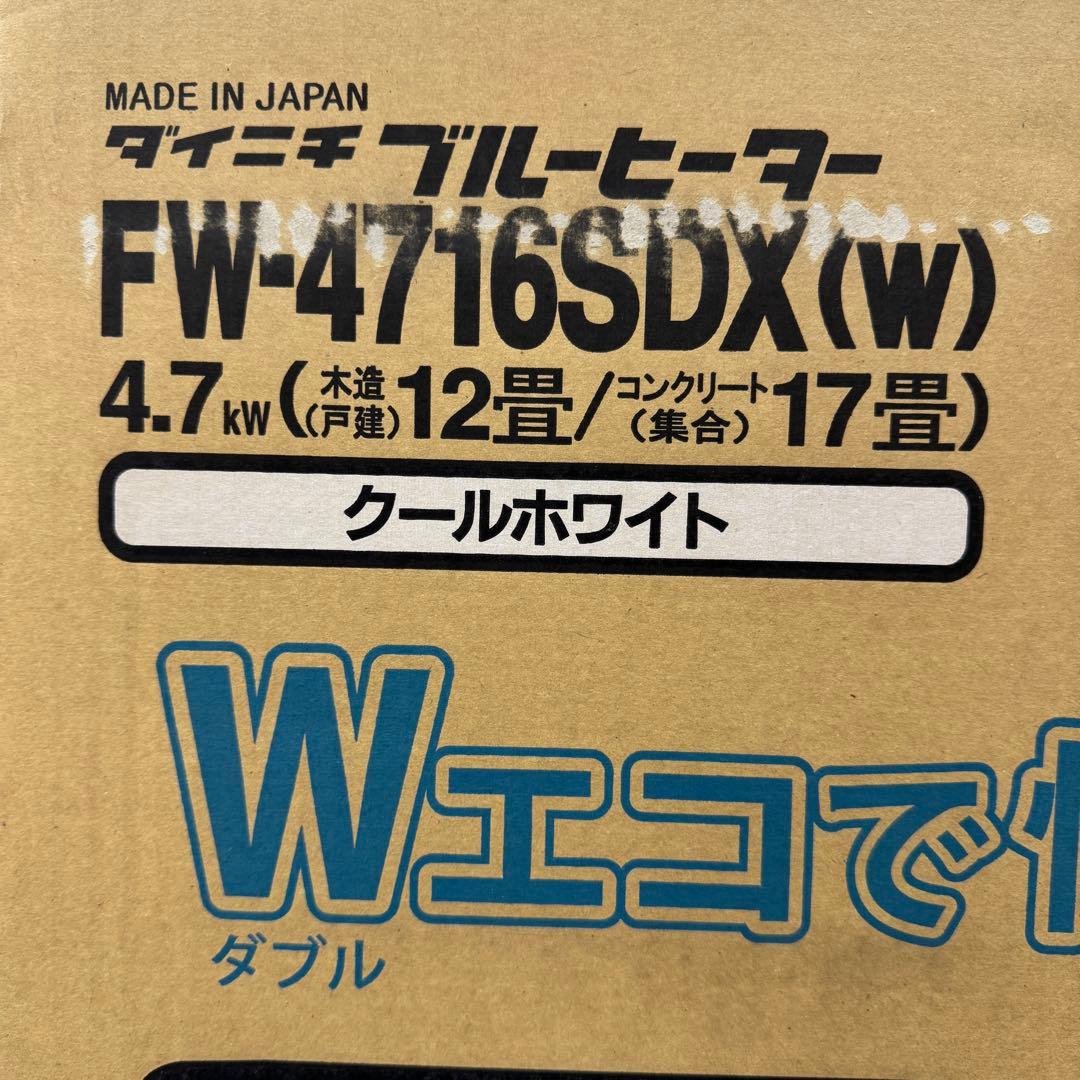 MADE IN JAPAN
ダイニチ ブルーヒーター
FW-4716SDX(W)
4.7kW(木造(戸建)12畳/コンクリート(集合)17畳)
クールホワイト
Wエコで
ダブル